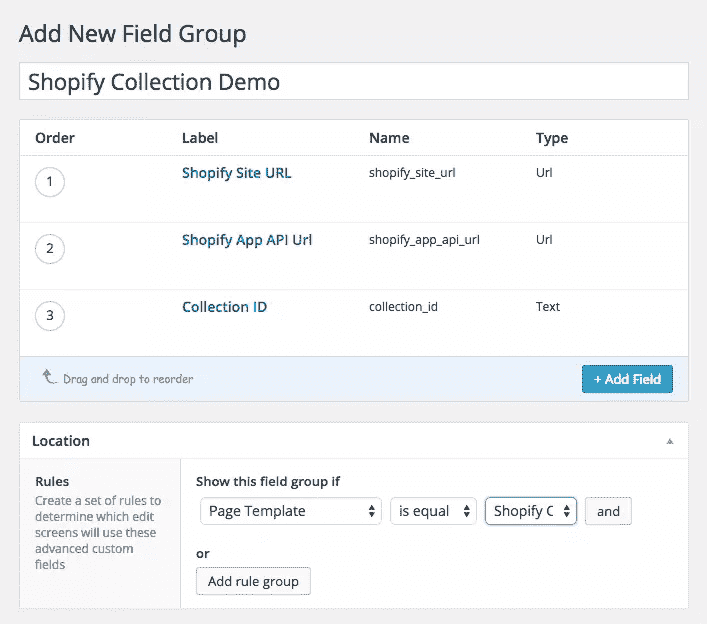 Add New Field Group
Shopify Collection Demo
Order Label Name Type
1 Shopify Site URL shopify_site_url Url
2 Shopify App API Url shopify_app_api_url Url
3 Collection ID collection_id Text
Drag and drop to reorder + Add Field
Location
Rules
Create a set of rules to
determine which edit
screens will use these
advanced custom
fields
Show this field group if
Page Template is equal Shopify C and
or
Add rule group